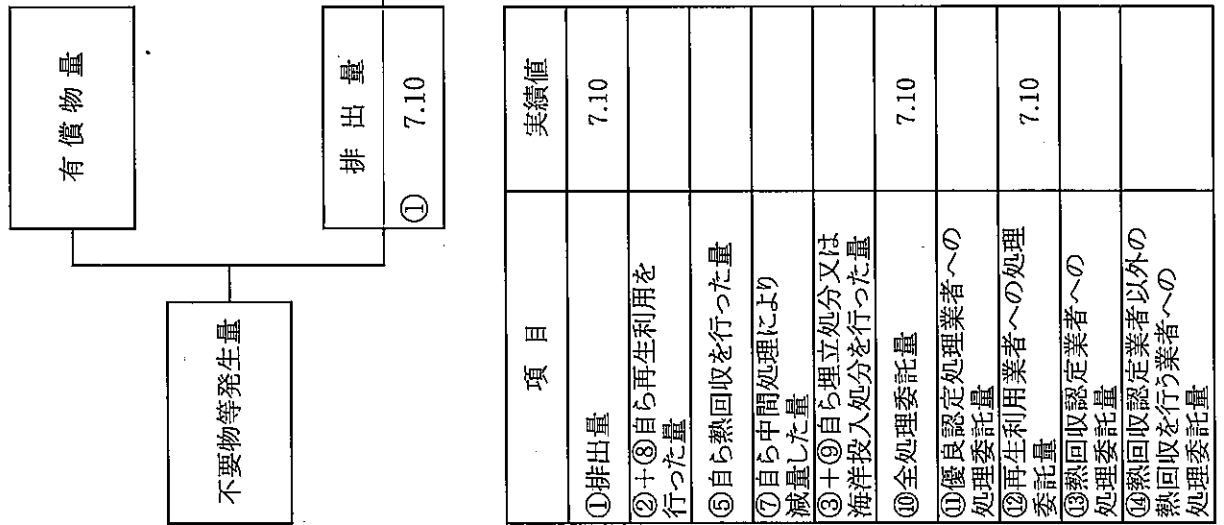 有償物量
不要物等発生量
排出量
① 7.10
項目 実績値
①排出量 7.10
②+⑧自ら再生利用を
行った量
⑤自ら熱回収を行った量
⑦自ら中間処理により
減量した量
③+⑨自ら埋立処分又は
海洋投入処分を行った量
⑩全処理委託量 7.10
⑪優良認定処理業者への
処理委託量
⑫再生利用業者への処理
委託量 7.10
⑬熱回収認定業者への
処理委託量
⑭熱回収認定業者以外の
熱回収を行う業者への
処理委託量